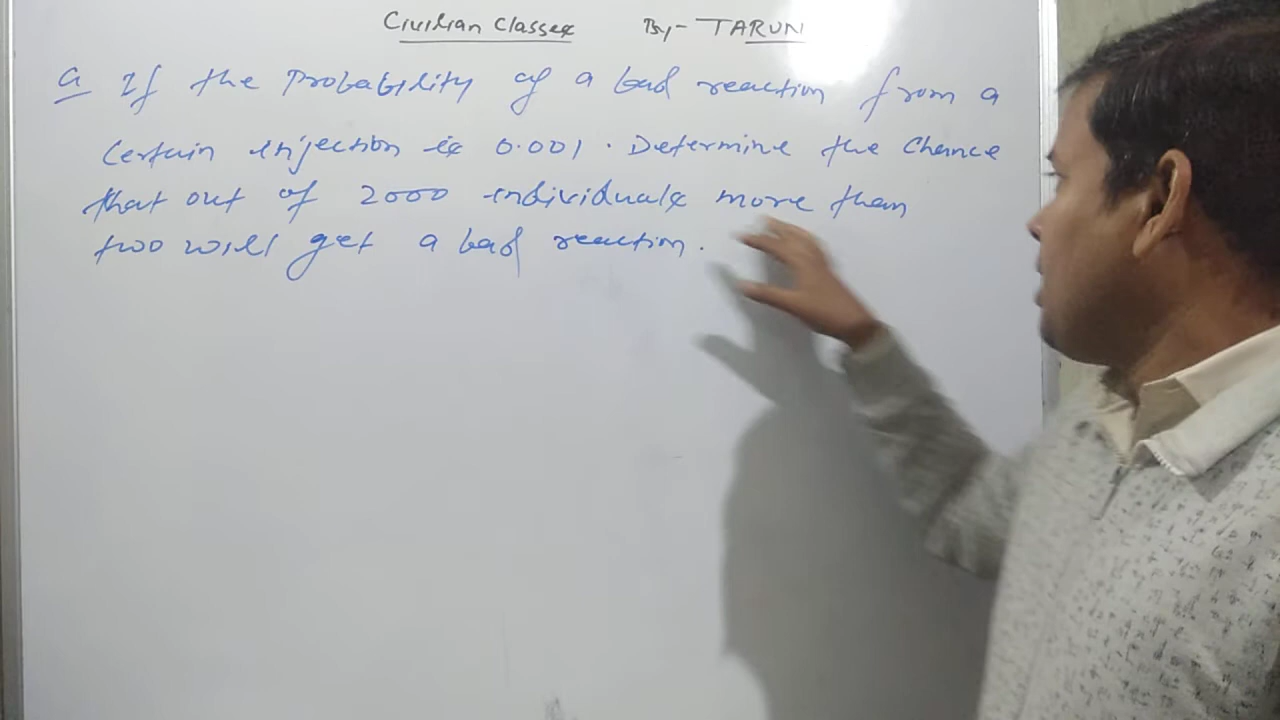 Civilian Classes By:- TARUN
Q If the Probability of a bad reaction from a
Certain injection is 0.001. Determine the Chance
that out of 2000 individuals more than
two will get a bad reaction.